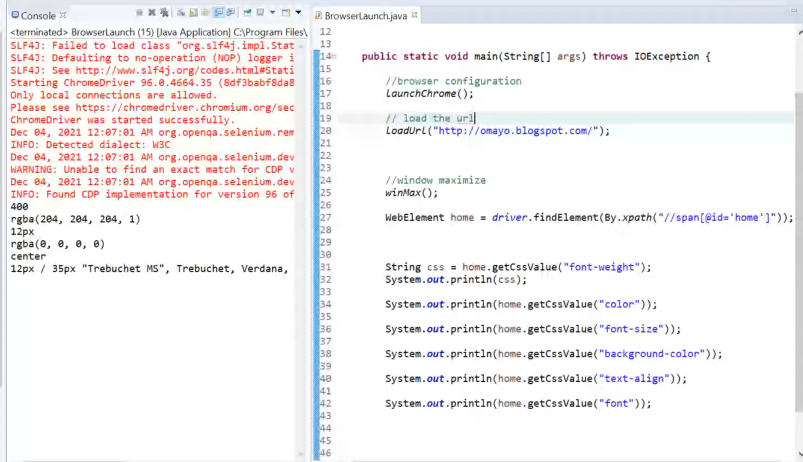 Console
<terminated> BrowserLaunch (15) [Java Application] C:\Program Files\
SLF4J: Failed to load class "org.slf4j.impl.Stat
SLF4J: Defaulting to no-operation (NOP) logger i
SLF4J: See http://www.slf4j.org/codes.html#Stati
Starting ChromeDriver 96.0.4664.35 (8df3babf8da8
Only local connections are allowed.
Please see https://chromedriver.chromium.org/sec
ChromeDriver was started successfully.
Dec 04, 2021 12:07:01 AM org.openqa.selenium.rem
INFO: Detected dialect: W3C
Dec 04, 2021 12:07:01 AM org.openqa.selenium.dev
WARNING: Unable to find an exact match for CDP v
Dec 04, 2021 12:07:01 AM org.openqa.selenium.dev
INFO: Found CDP implementation for version 96 of
400
rgba(204, 204, 204, 1)
12px
rgba(0, 0, 0, 0)
center
12px / 35px "Trebuchet MS", Trebuchet, Verdana,
BrowserLaunch.java
12
13
14 public static void main(String[] args) throws IOException {
15
16 //browser configuration
17 launchChrome();
18
19 // load the url
20 loadUrl("http://omayo.blogspot.com/");
21
22
23
24 //window maximize
25 winMax();
26
27 WebElement home = driver.findElement(By.xpath("//span[@id='home']"));
28
29
30
31 String css = home.getCssValue("font-weight");
32 System.out.println(css);
33
34 System.out.println(home.getCssValue("color"));
35
36 System.out.println(home.getCssValue("font-size"));
37
38 System.out.println(home.getCssValue("background-color"));
39
40 System.out.println(home.getCssValue("text-align"));
41
42 System.out.println(home.getCssValue("font"));
43
44
45
46